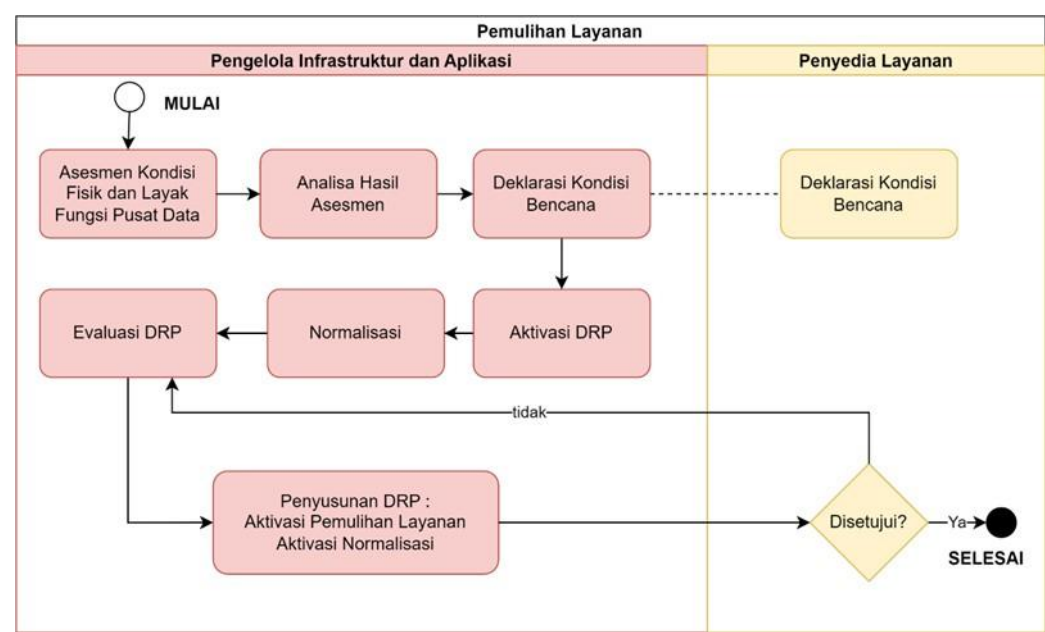 Pemulihan Layanan
Pengelola Infrastruktur dan Aplikasi
Penyedia Layanan
MULAI
Asesmen Kondisi
Fisik dan Layak
Fungsi Pusat Data
Analisa Hasil
Asesmen
Deklarasi Kondisi
Bencana
Deklarasi Kondisi
Bencana
Evaluasi DRP
Normalisasi
Aktivasi DRP
tidak
Penyusunan DRP :
Aktivasi Pemulihan Layanan
Aktivasi Normalisasi
Disetujui?
Ya
SELESAI